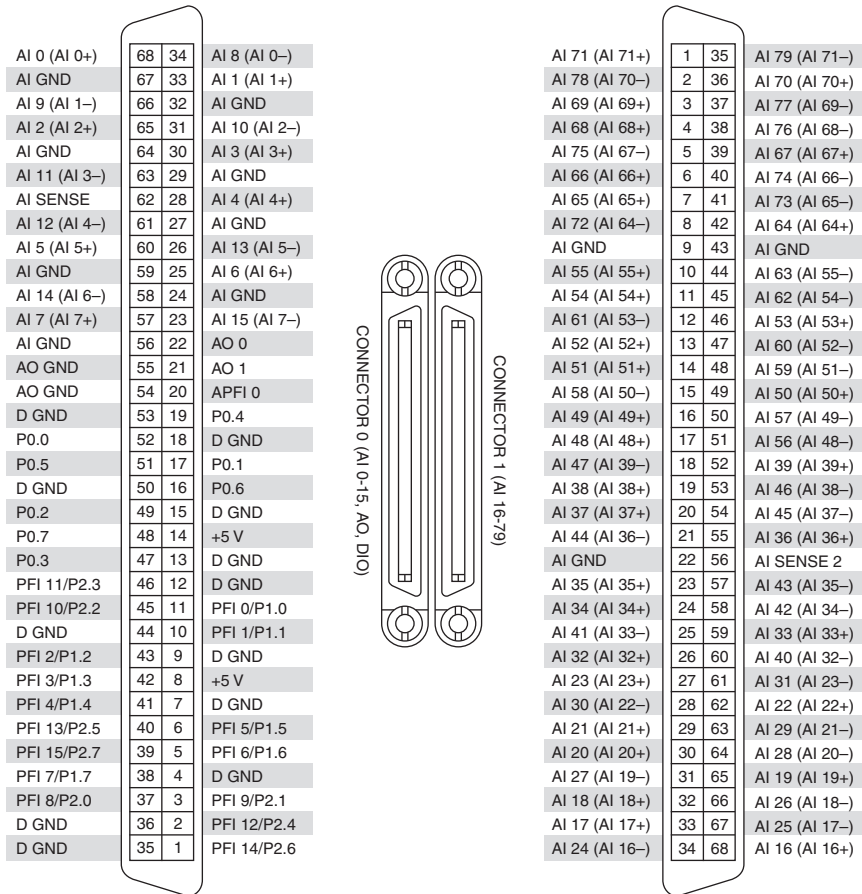 AI 0 (AI 0+) 68 34 AI 8 (AI 0–)
AI GND 67 33 AI 1 (AI 1+)
AI 9 (AI 1–) 66 32 AI GND
AI 2 (AI 2+) 65 31 AI 10 (AI 2–)
AI GND 64 30 AI 3 (AI 3+)
AI 11 (AI 3–) 63 29 AI GND
AI SENSE 62 28 AI 4 (AI 4+)
AI 12 (AI 4–) 61 27 AI GND
AI 5 (AI 5+) 60 26 AI 13 (AI 5–)
AI GND 59 25 AI 6 (AI 6+)
AI 14 (AI 6–) 58 24 AI GND
AI 7 (AI 7+) 57 23 AI 15 (AI 7–)
AI GND 56 22 AO 0
AO GND 55 21 AO 1
AO GND 54 20 APFI 0
D GND 53 19 P0.4
P0.0 52 18 D GND
P0.5 51 17 P0.1
D GND 50 16 P0.6
P0.2 49 15 D GND
P0.7 48 14 +5 V
P0.3 47 13 D GND
PFI 11/P2.3 46 12 D GND
PFI 10/P2.2 45 11 PFI 0/P1.0
D GND 44 10 PFI 1/P1.1
PFI 2/P1.2 43 9 D GND
PFI 3/P1.3 42 8 +5 V
PFI 4/P1.4 41 7 D GND
PFI 13/P2.5 40 6 PFI 5/P1.5
PFI 15/P2.7 39 5 PFI 6/P1.6
PFI 7/P1.7 38 4 D GND
PFI 8/P2.0 37 3 PFI 9/P2.1
D GND 36 2 PFI 12/P2.4
D GND 35 1 PFI 14/P2.6
CONNECTOR 0 (AI 0-15, AO, DIO)
CONNECTOR 1 (AI 16-79)
AI 71 (AI 71+) 1 35 AI 79 (AI 71–)
AI 78 (AI 70–) 2 36 AI 70 (AI 70+)
AI 69 (AI 69+) 3 37 AI 77 (AI 69–)
AI 68 (AI 68+) 4 38 AI 76 (AI 68–)
AI 75 (AI 67–) 5 39 AI 67 (AI 67+)
AI 66 (AI 66+) 6 40 AI 74 (AI 66–)
AI 65 (AI 65+) 7 41 AI 73 (AI 65–)
AI 72 (AI 64–) 8 42 AI 64 (AI 64+)
AI GND 9 43 AI GND
AI 55 (AI 55+) 10 44 AI 63 (AI 55–)
AI 54 (AI 54+) 11 45 AI 62 (AI 54–)
AI 61 (AI 53–) 12 46 AI 53 (AI 53+)
AI 52 (AI 52+) 13 47 AI 60 (AI 52–)
AI 51 (AI 51+) 14 48 AI 59 (AI 51–)
AI 58 (AI 50–) 15 49 AI 50 (AI 50+)
AI 49 (AI 49+) 16 50 AI 57 (AI 49–)
AI 48 (AI 48+) 17 51 AI 56 (AI 48–)
AI 47 (AI 39–) 18 52 AI 39 (AI 39+)
AI 38 (AI 38+) 19 53 AI 46 (AI 38–)
AI 37 (AI 37+) 20 54 AI 45 (AI 37–)
AI 44 (AI 36–) 21 55 AI 36 (AI 36+)
AI GND 22 56 AI SENSE 2
AI 35 (AI 35+) 23 57 AI 43 (AI 35–)
AI 34 (AI 34+) 24 58 AI 42 (AI 34–)
AI 41 (AI 33–) 25 59 AI 33 (AI 33+)
AI 32 (AI 32+) 26 60 AI 40 (AI 32–)
AI 23 (AI 23+) 27 61 AI 31 (AI 23–)
AI 30 (AI 22–) 28 62 AI 22 (AI 22+)
AI 21 (AI 21+) 29 63 AI 29 (AI 21–)
AI 20 (AI 20+) 30 64 AI 28 (AI 20–)
AI 27 (AI 19–) 31 65 AI 19 (AI 19+)
AI 18 (AI 18+) 32 66 AI 26 (AI 18–)
AI 17 (AI 17+) 33 67 AI 25 (AI 17–)
AI 24 (AI 16–) 34 68 AI 16 (AI 16+)